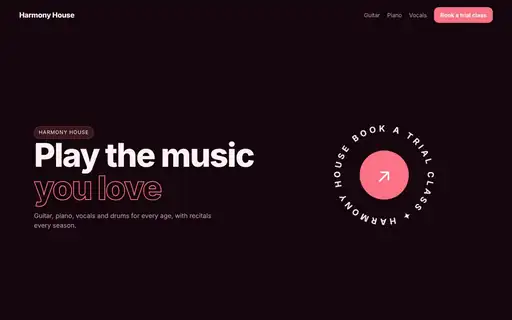 Harmony House
Guitar Piano Vocals Book a trial class
HARMONY HOUSE
Play the music
you love
Guitar, piano, vocals and drums for every age, with recitals
every season.
BOOK A TRIAL CLASS ✦ HARMONY HOUSE